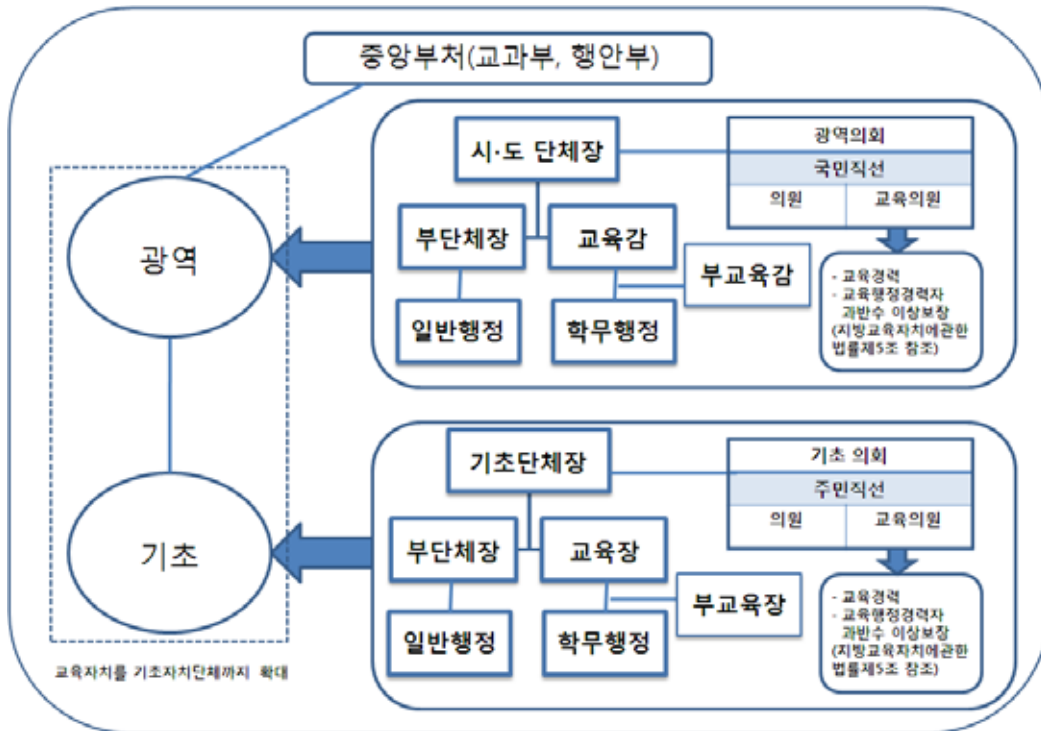 중앙부처(교과부, 행안부)
광역
시·도 단체장
부단체장
교육감
부교육감
일반행정
학무행정
광역의회
국민직선
의원
교육의원
- 교육경력
- 교육행정경력자
과반수 이상보장
(지방교육자치에관한
법률제5조 참조)
기초
기초단체장
부단체장
교육장
부교육장
일반행정
학무행정
기초 의회
주민직선
의원
교육의원
- 교육경력
- 교육행정경력자
과반수 이상보장
(지방교육자치에관한
법률제5조 참조)
교육자치를 기초자치단체까지 확대